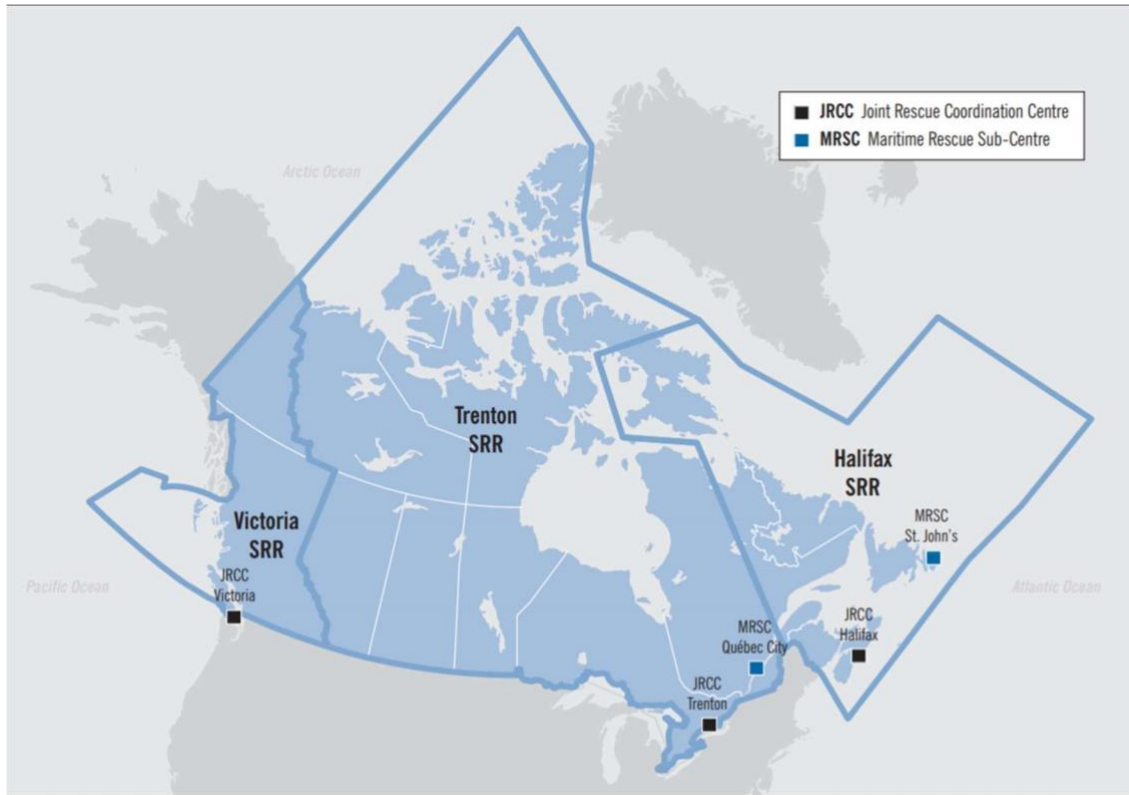 JRCC Joint Rescue Coordination Centre
MRSC Maritime Rescue Sub-Centre
Arctic Ocean
Trenton
SRR
Halifax
SRR
Victoria
SRR
MRSC
St. John's
JRCC
Victoria
Pacific Ocean
Atlantic Ocean
MRSC
Québec City
JRCC
Halifax
JRCC
Trenton